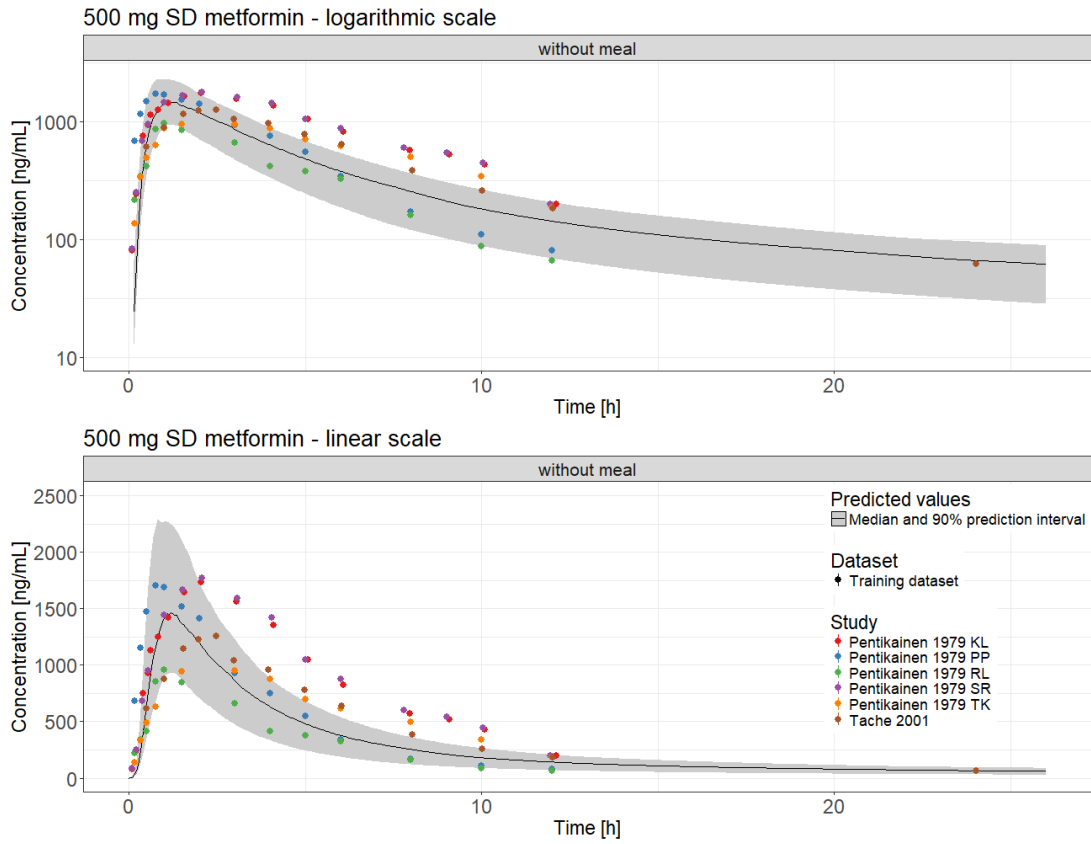 500 mg SD metformin - logarithmic scale
without meal
1000
100
10
Concentration [ng/mL]
0 10 20
Time [h]
500 mg SD metformin - linear scale
without meal
2500
2000
1500
1000
500
0
Concentration [ng/mL]
Predicted values
Median and 90% prediction interval
Dataset
Training dataset
Study
Pentikainen 1979 KL
Pentikainen 1979 PP
Pentikainen 1979 RL
Pentikainen 1979 SR
Pentikainen 1979 TK
Tache 2001
0 10 20
Time [h]